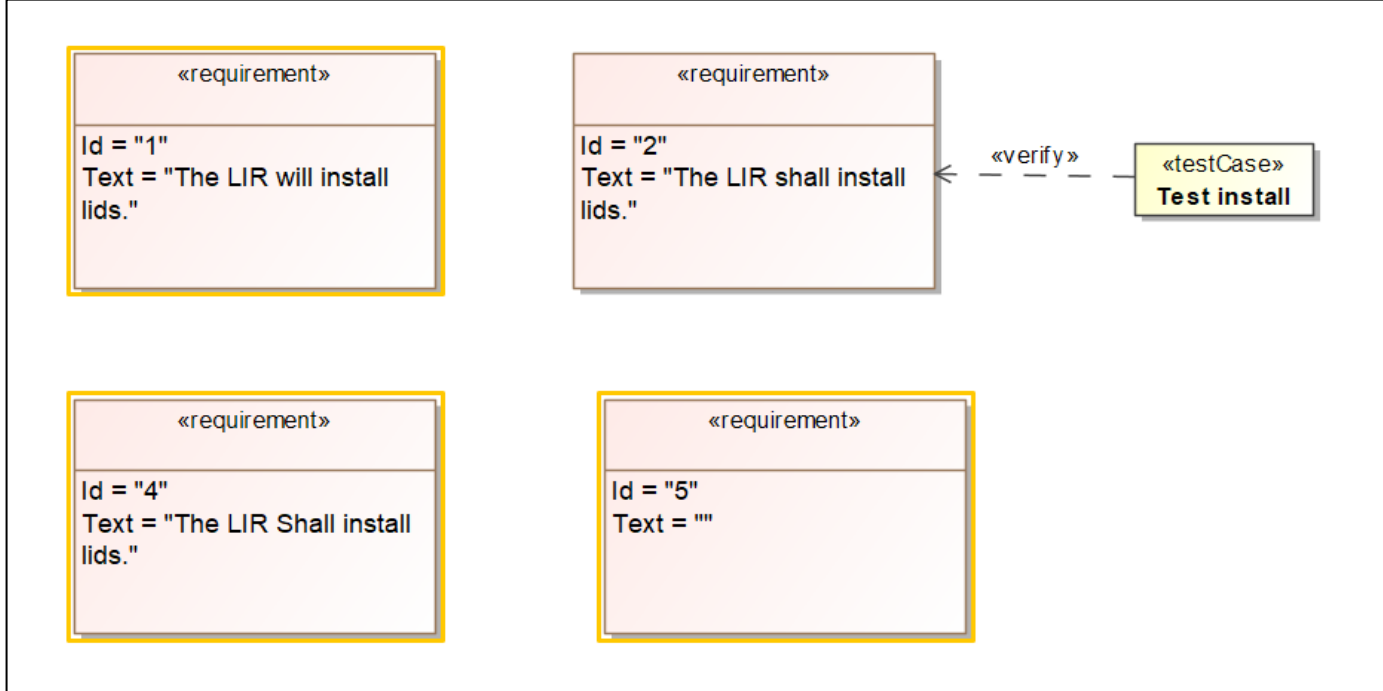 «requirement»
Id = "1"
Text = "The LIR will install
lids."
«requirement»
Id = "2"
Text = "The LIR shall install
lids."
«verify»
«testCase»
Test install
«requirement»
Id = "4"
Text = "The LIR Shall install
lids."
«requirement»
Id = "5"
Text = ""